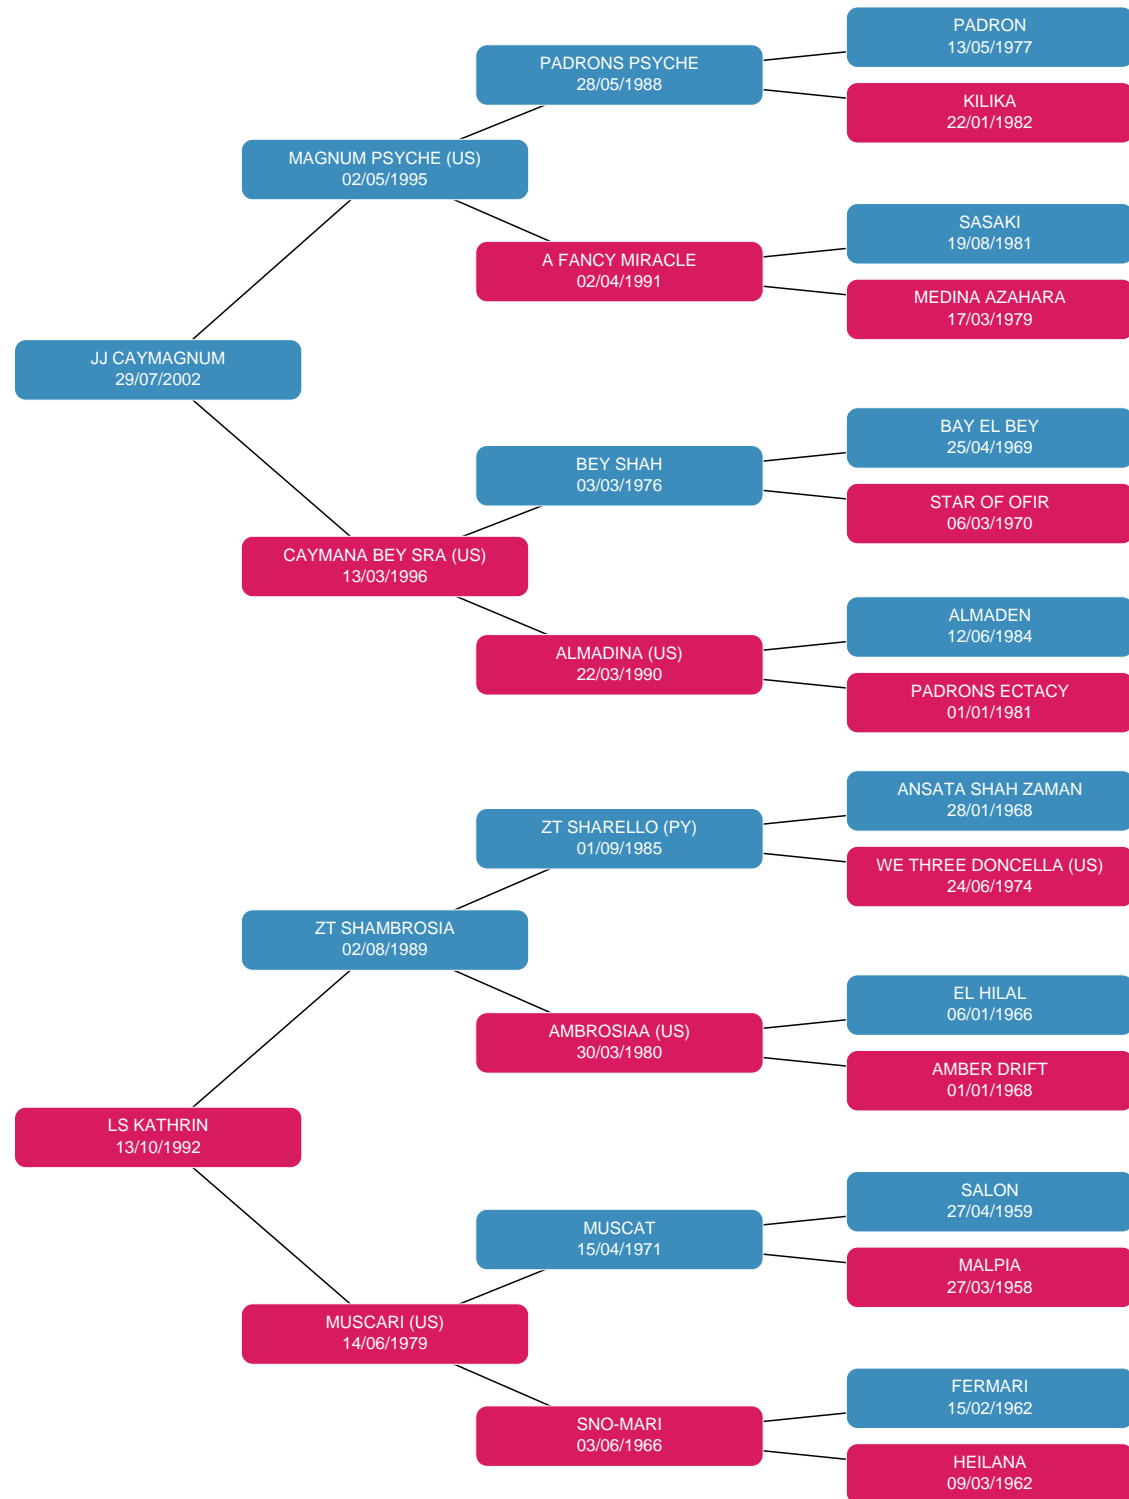 PADRON
13/05/1977
PADRONS PSYCHE
28/05/1988
KILIKA
22/01/1982
MAGNUM PSYCHE (US)
02/05/1995
SASAKI
19/08/1981
A FANCY MIRACLE
02/04/1991
MEDINA AZAHARA
17/03/1979
JJ CAYMAGNUM
29/07/2002
BAY EL BEY
25/04/1969
BEY SHAH
03/03/1976
STAR OF OFIR
06/03/1970
CAYMANA BEY SRA (US)
13/03/1996
ALMADEN
12/06/1984
ALMADINA (US)
22/03/1990
PADRONS ECTACY
01/01/1981
ANSATA SHAH ZAMAN
28/01/1968
ZT SHARELLO (PY)
01/09/1985
WE THREE DONCELLA (US)
24/06/1974
ZT SHAMBROSIA
02/08/1989
EL HILAL
06/01/1966
AMBROSIAA (US)
30/03/1980
AMBER DRIFT
01/01/1968
LS KATHRIN
13/10/1992
SALON
27/04/1959
MUSCAT
15/04/1971
MALPIA
27/03/1958
MUSCARI (US)
14/06/1979
FERMARI
15/02/1962
SNO-MARI
03/06/1966
HEILANA
09/03/1962